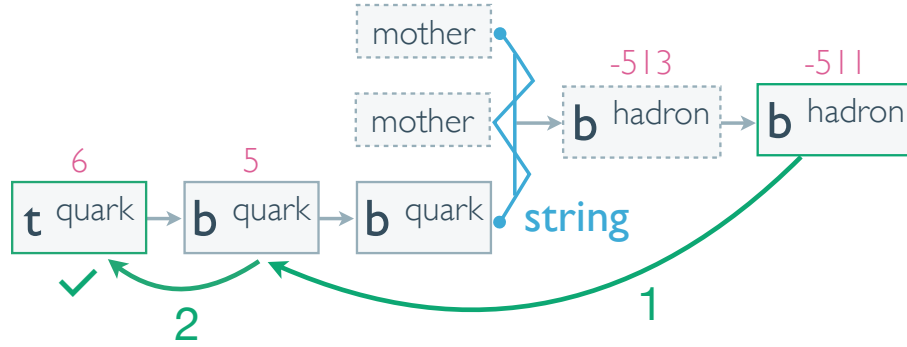 mother
-513
-511
b hadron
b hadron
mother
6
5
t quark
b quark
b quark
string
1
2